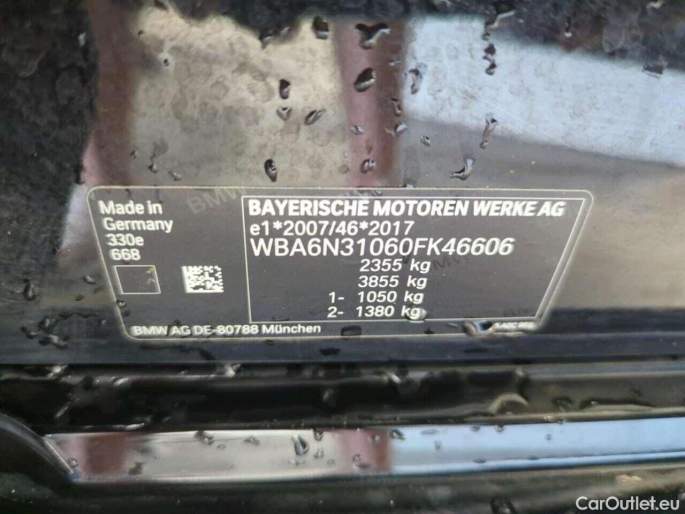 Made in
Germany
330e
668
BAYERISCHE MOTOREN WERKE AG
e1*2007/46*2017
WBA6N31060FK46606
2355 kg
3855 kg
1- 1050 kg
2- 1380 kg
BMW AG DE-80788 München
CarOutlet.eu